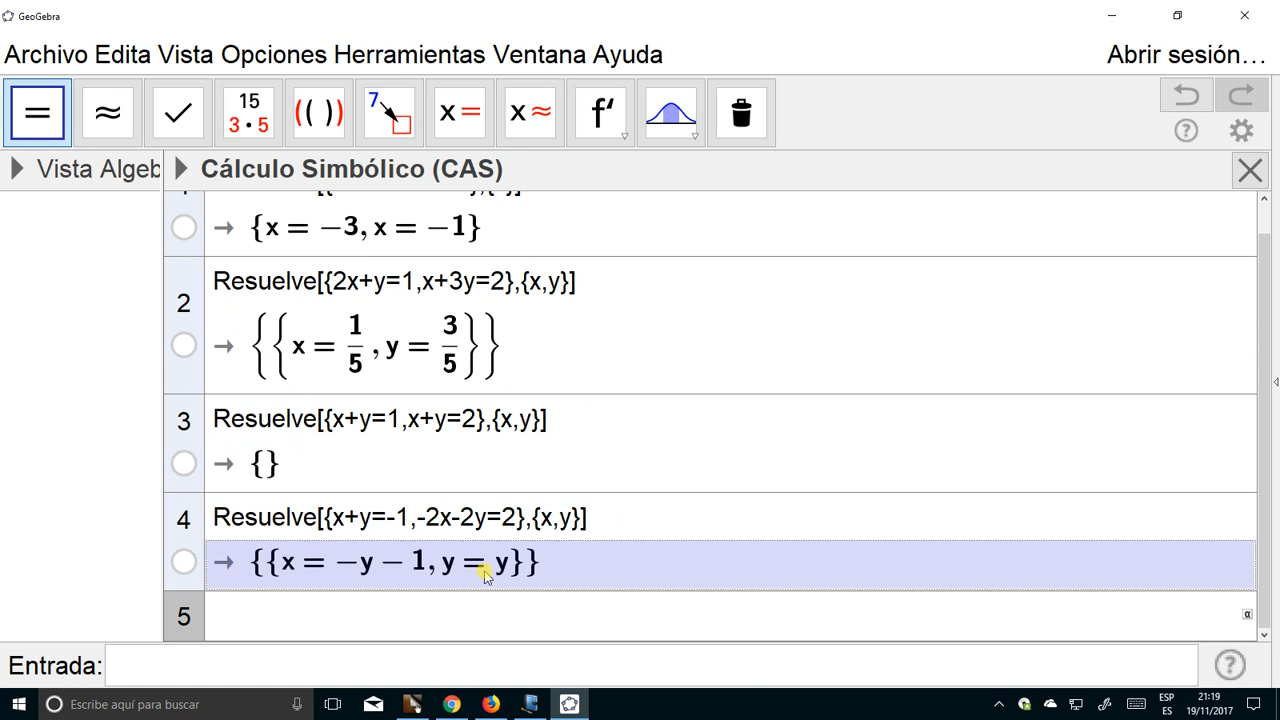 GeoGebra
Archivo Edita Vista Opciones Herramientas Ventana Ayuda
Abrir sesión...
= ≈ ✓ 15 3·5 (( )) 7 x = x ≈ f‘
Vista Algeb
Cálculo Simbólico (CAS)
→ {x = −3, x = −1}
2 Resuelve[{2x+y=1,x+3y=2},{x,y}]
→ {{x = 1/5, y = 3/5}}
3 Resuelve[{x+y=1,x+y=2},{x,y}]
→ {}
4 Resuelve[{x+y=-1,-2x-2y=2},{x,y}]
→ {{x = −y − 1, y = y}}
5 α
Entrada:
Escribe aquí para buscar
ESP
ES
21:19
19/11/2017